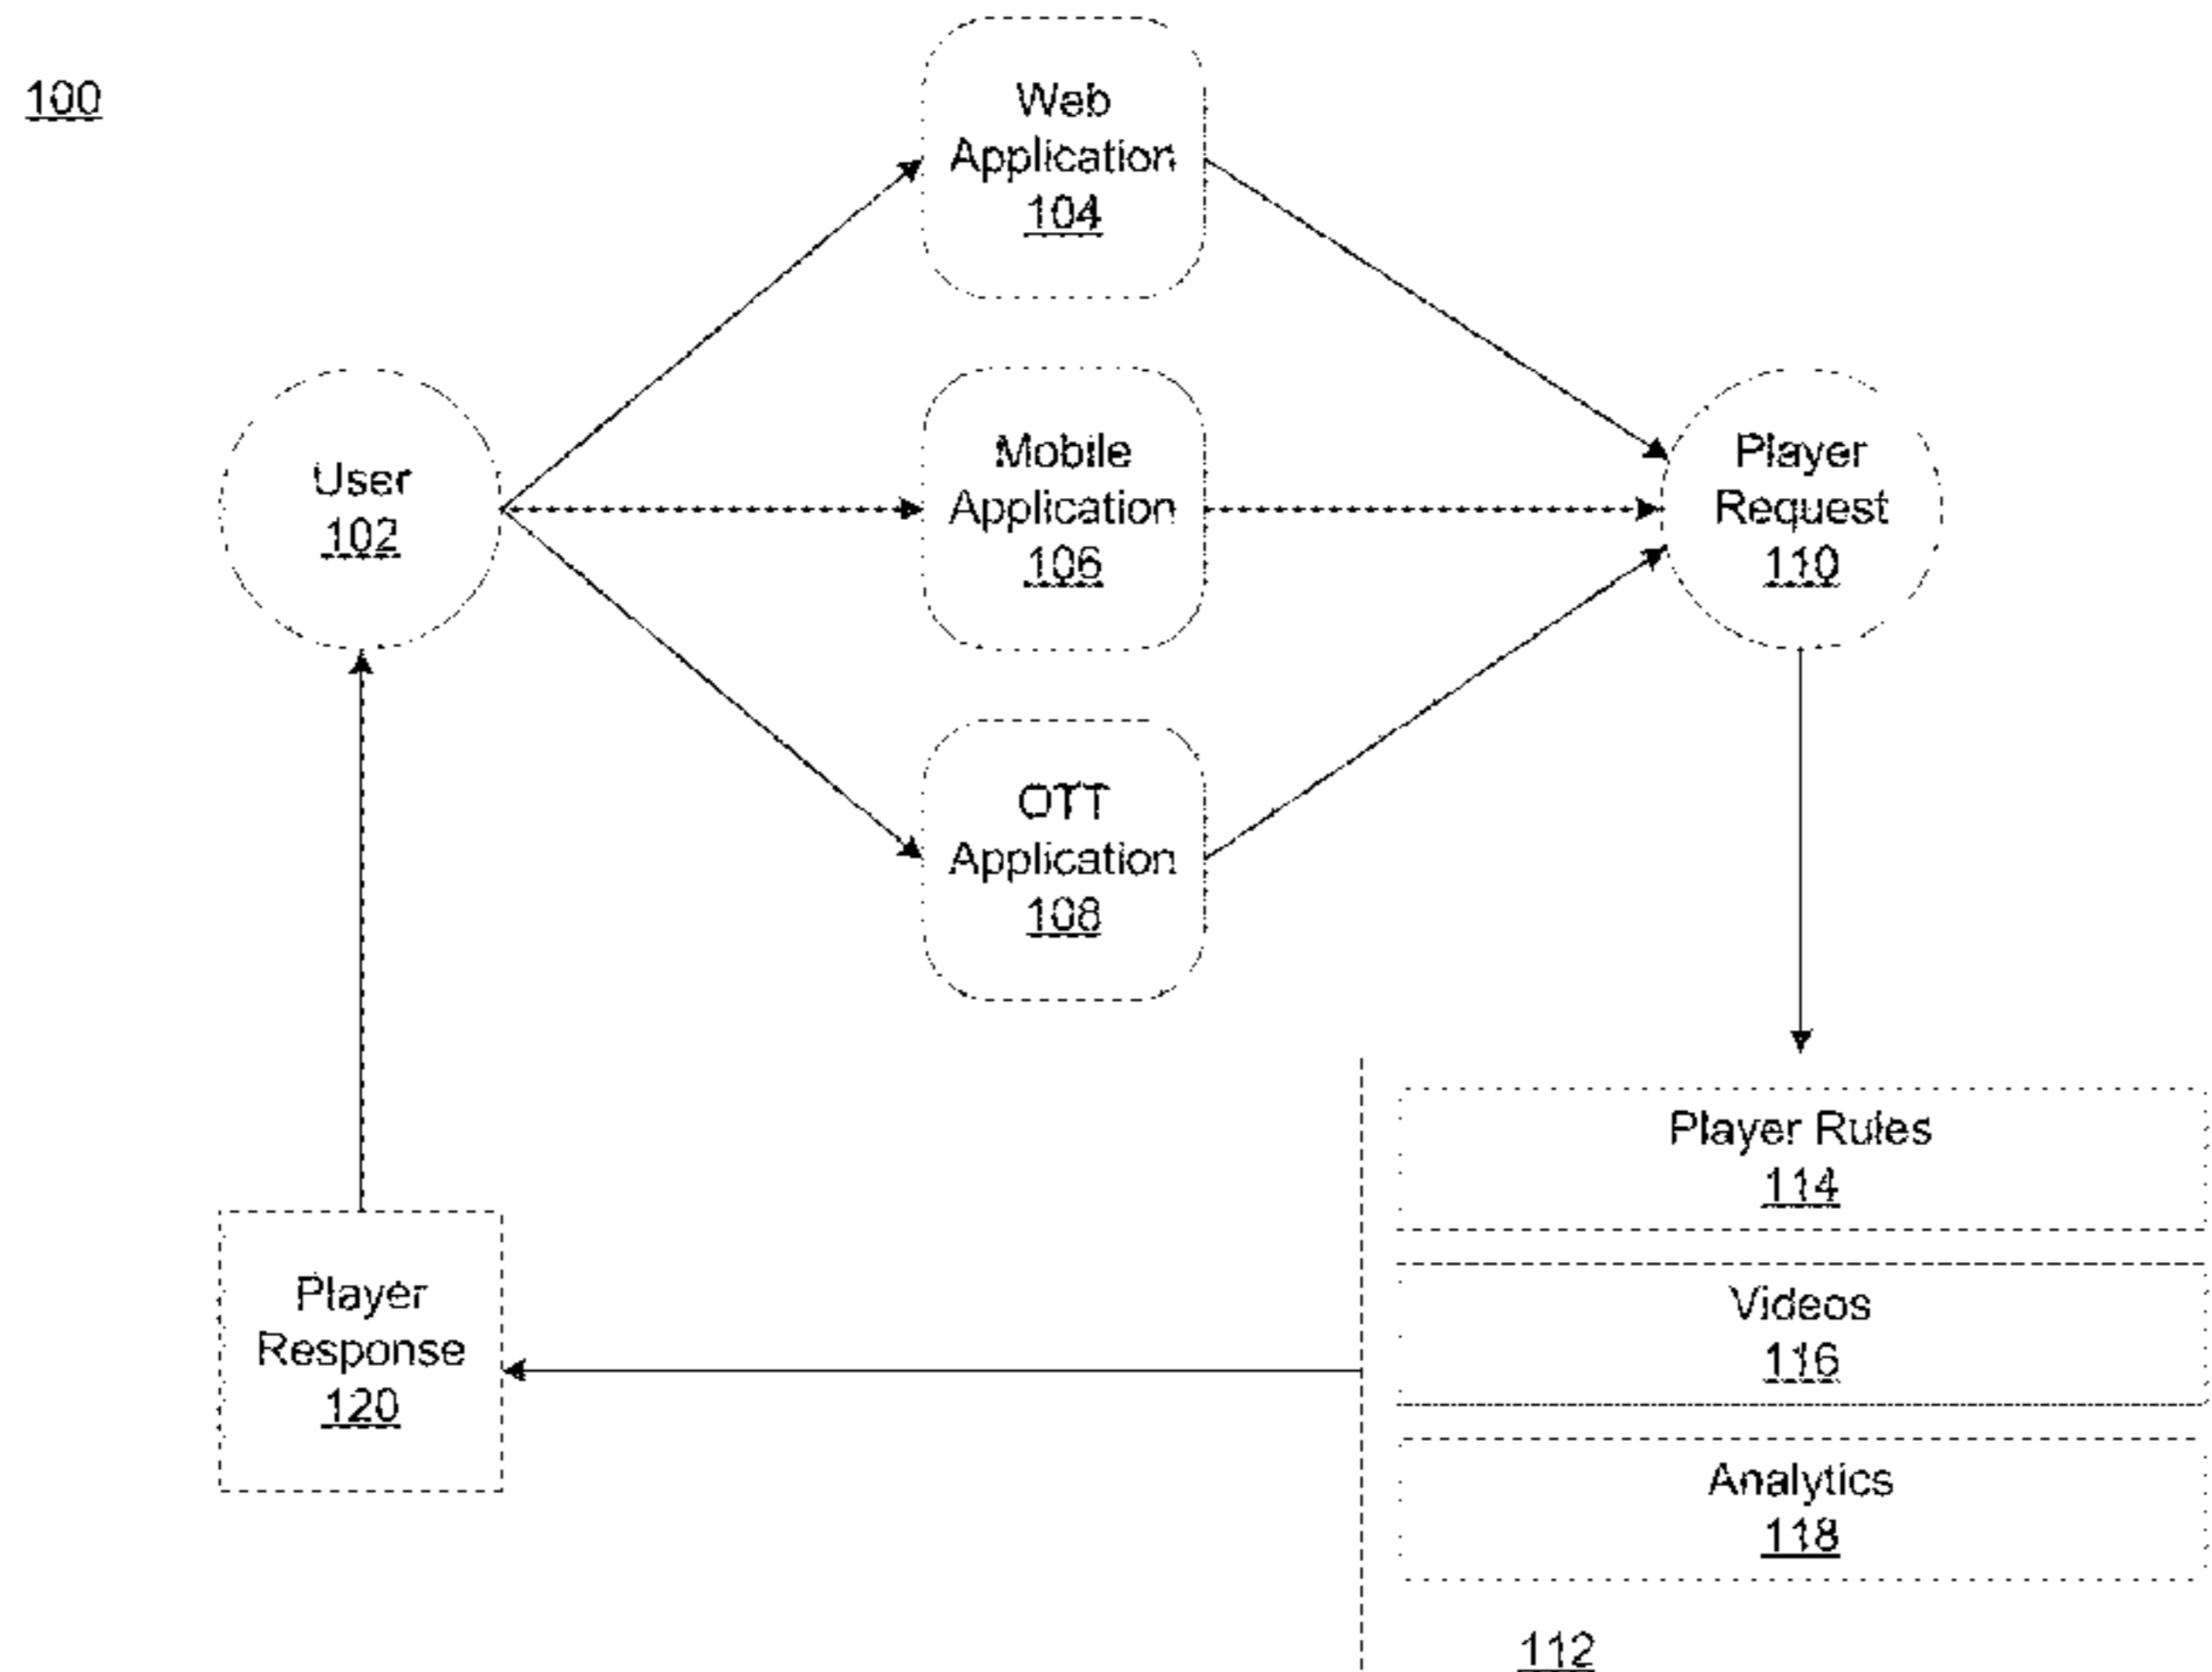 100
Web
Application
104
User
102
Mobile
Application
106
Player
Request
110
OTT
Application
108
Player Rules
114
Videos
116
Analytics
118
Player
Response
120
112